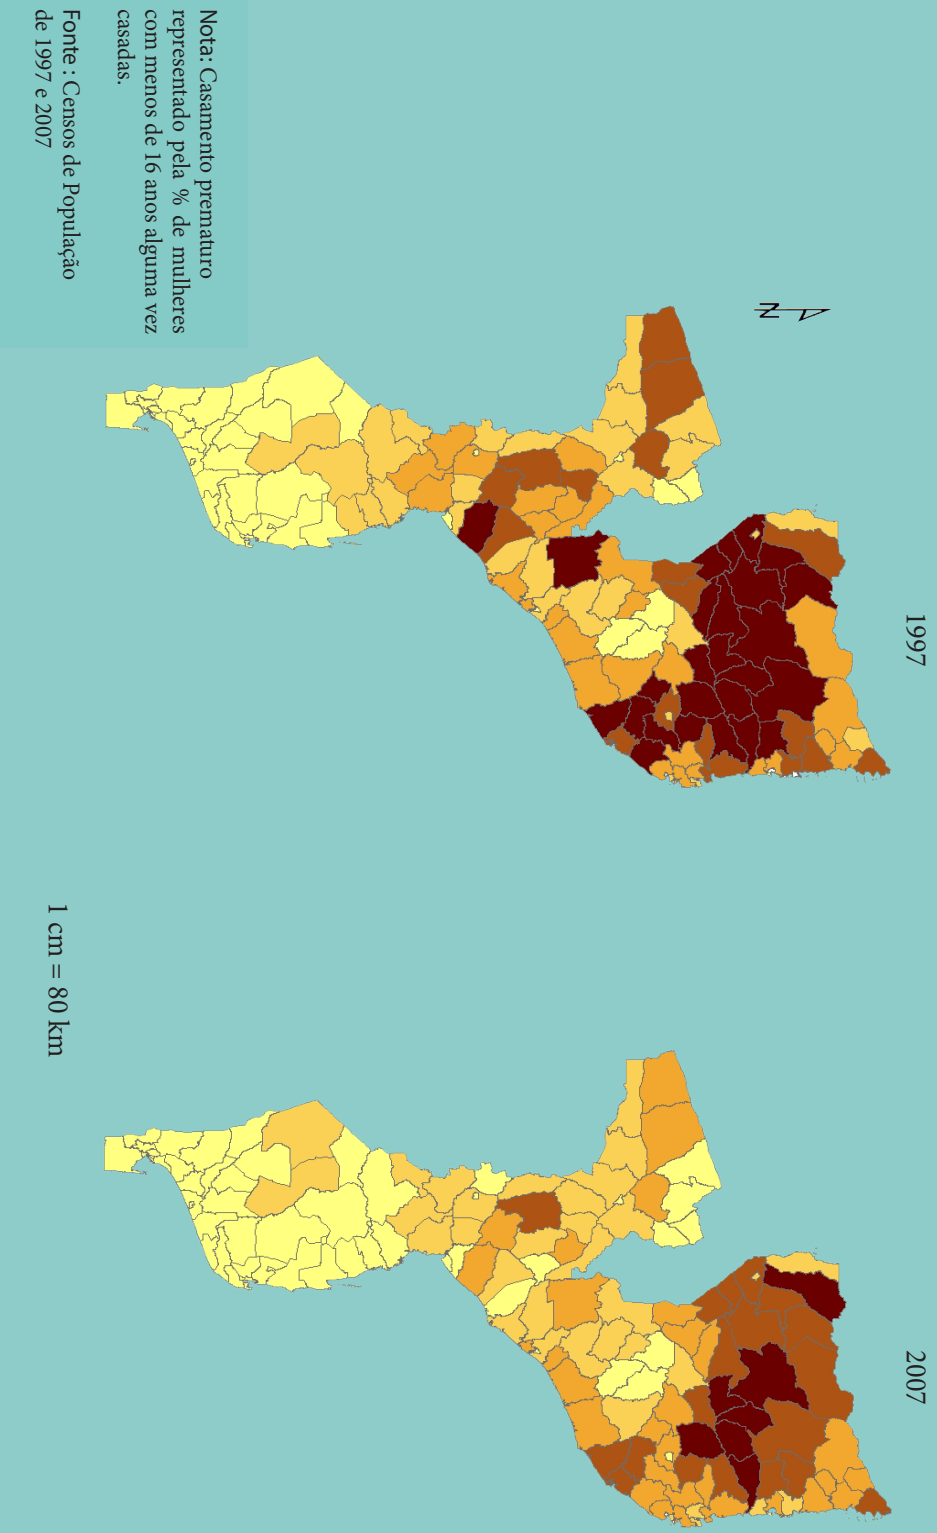 1997
2007
N
Nota: Casamento prematuro
representado pela % de mulheres
com menos de 16 anos alguma vez
casadas.
Fonte : Censos de População
de 1997 e 2007
1 cm = 80 km